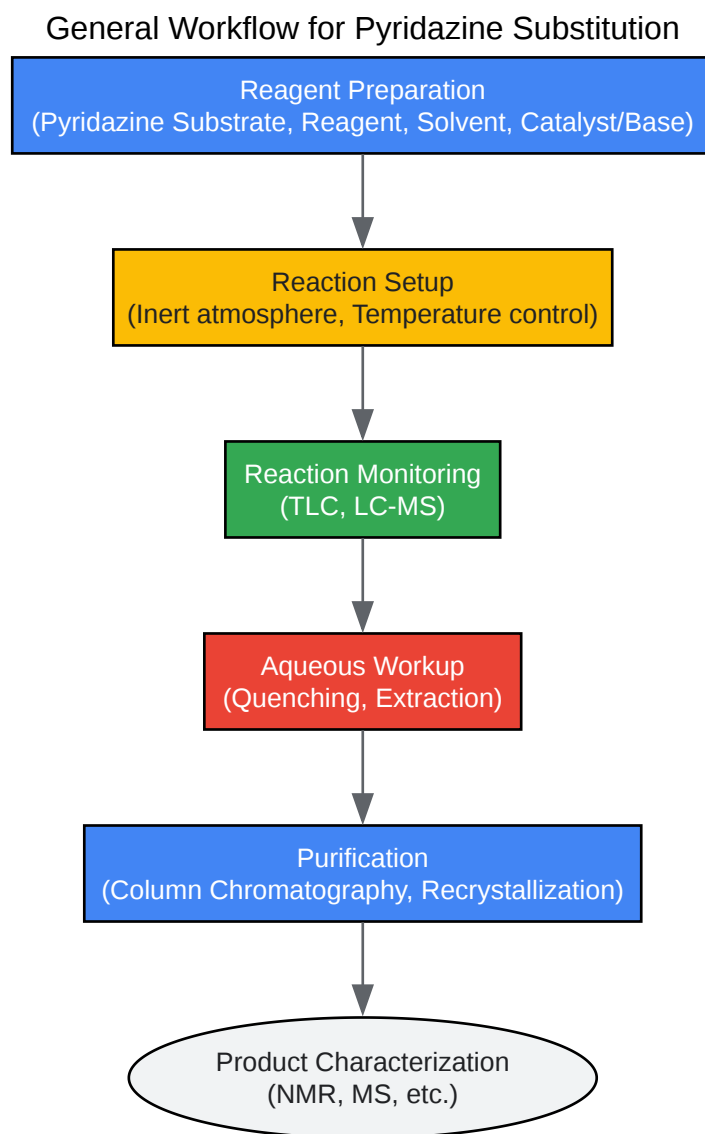 General Workflow for Pyridazine Substitution
Reagent Preparation
(Pyridazine Substrate, Reagent, Solvent, Catalyst/Base)
Reaction Setup
(Inert atmosphere, Temperature control)
Reaction Monitoring
(TLC, LC-MS)
Aqueous Workup
(Quenching, Extraction)
Purification
(Column Chromatography, Recrystallization)
Product Characterization
(NMR, MS, etc.)